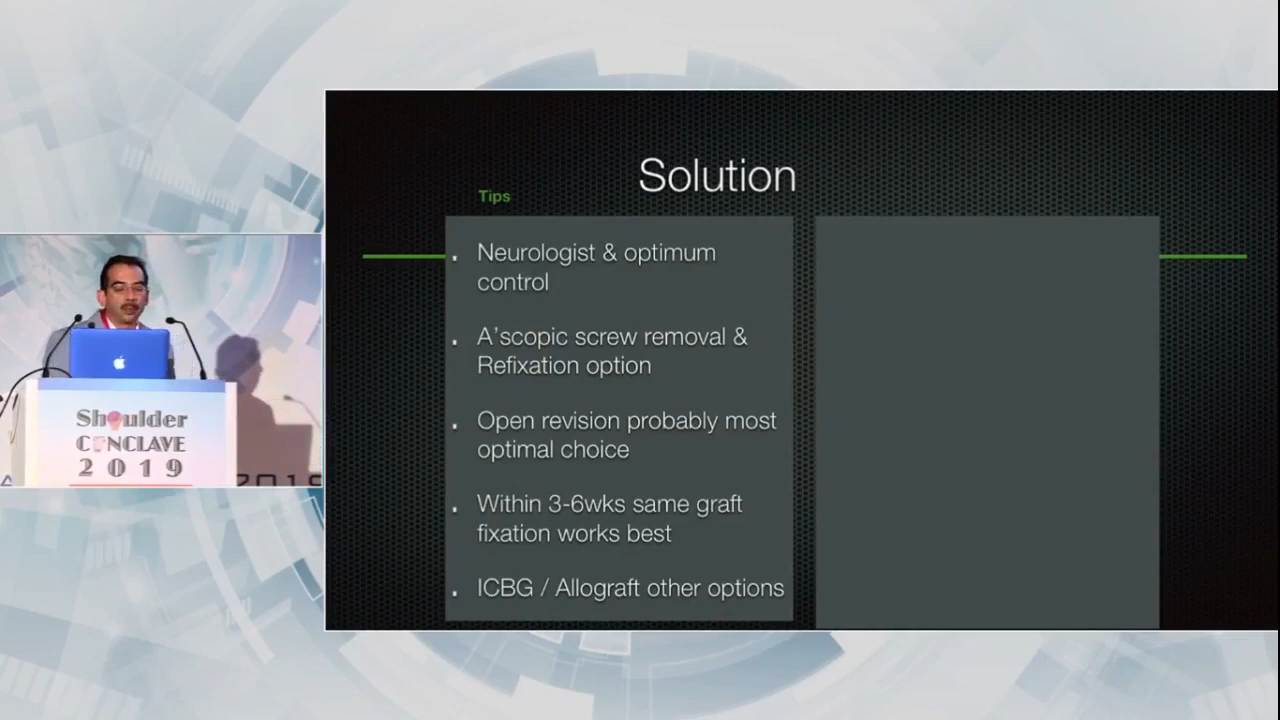 Solution
Tips
. Neurologist & optimum
control
. A'scopic screw removal &
Refixation option
. Open revision probably most
optimal choice
. Within 3-6wks same graft
fixation works best
. ICBG / Allograft other options
Shoulder
CONCLAVE
2019
2019